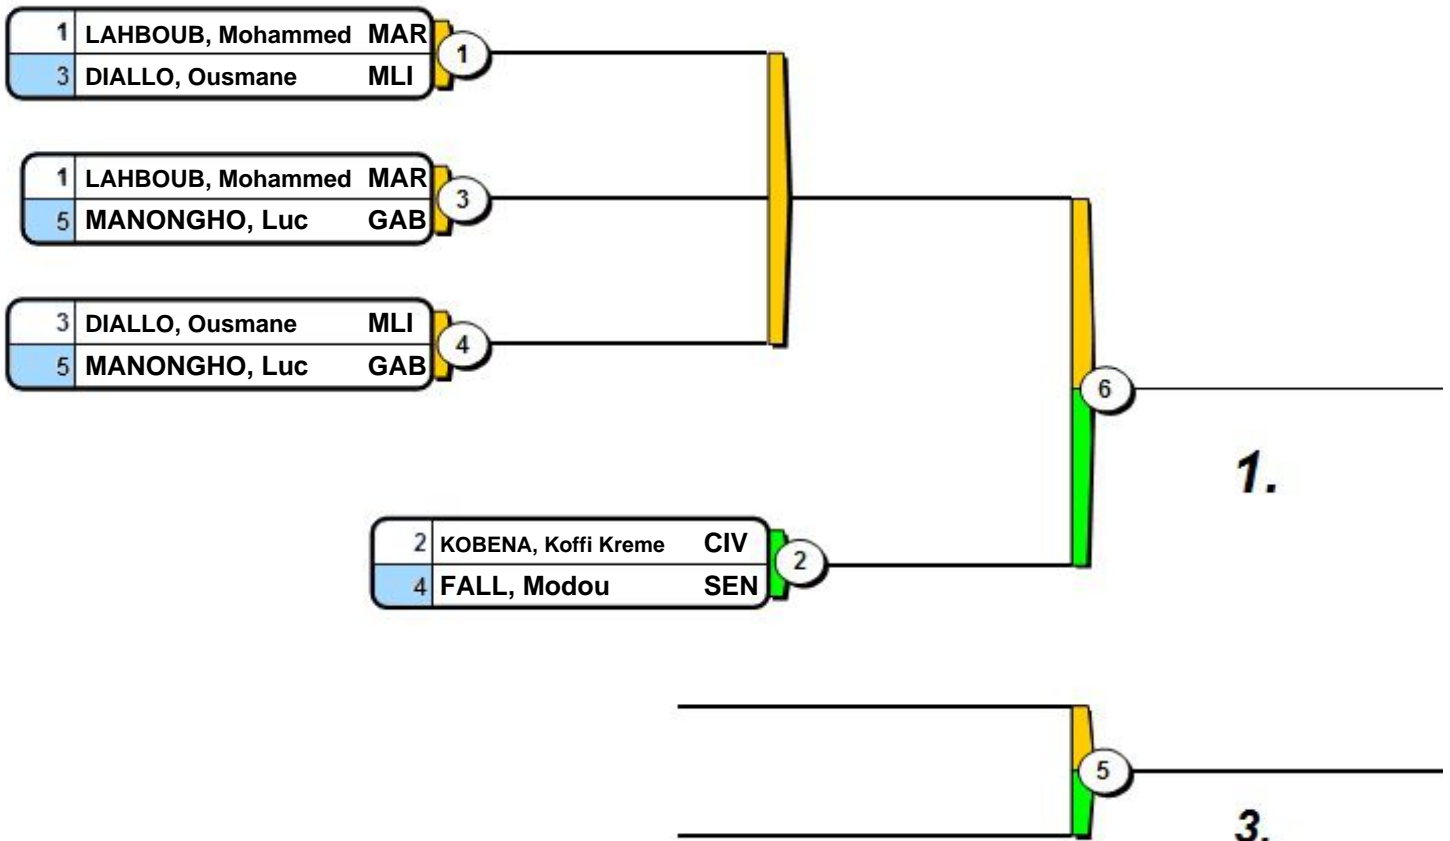 1 LAHBOUB, Mohammed MAR
3 DIALLO, Ousmane MLI
1
1 LAHBOUB, Mohammed MAR
5 MANONGHO, Luc GAB
3
3 DIALLO, Ousmane MLI
5 MANONGHO, Luc GAB
4
6
1.
2 KOBENA, Koffi Kreme CIV
4 FALL, Modou SEN
2
5
3.